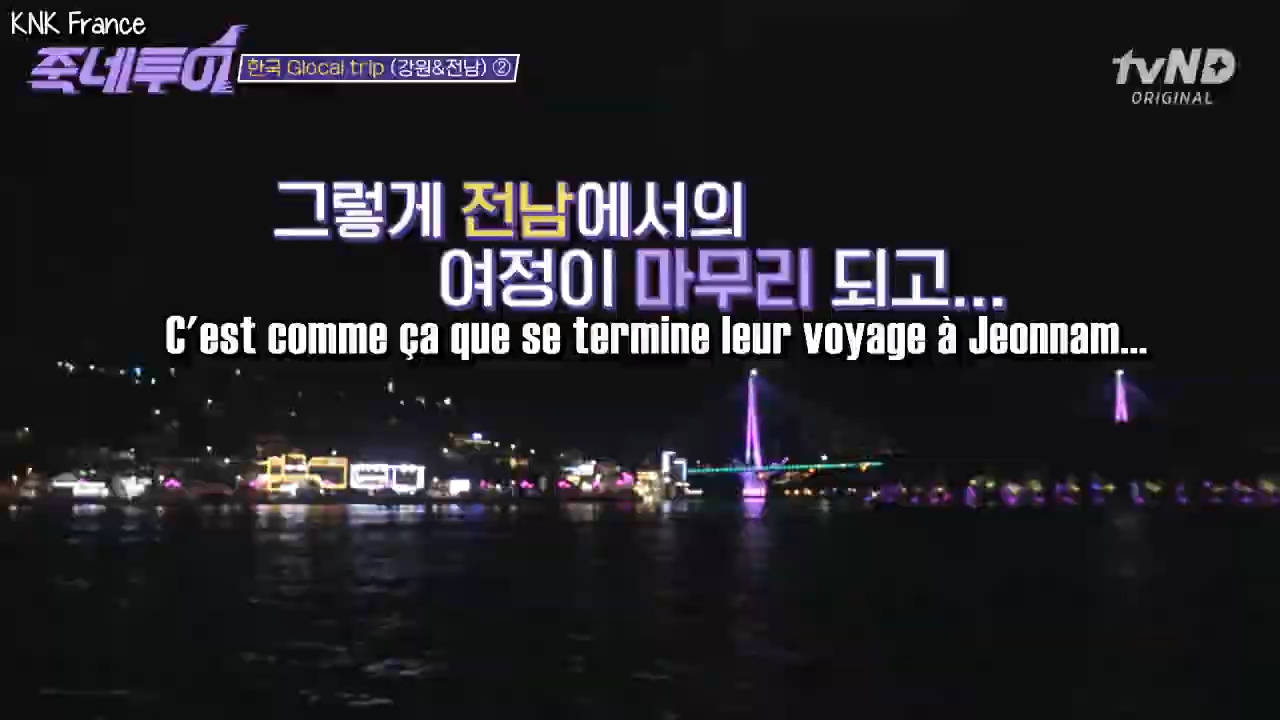 KNK France
죽네투어
한국 Glocal trip (강원&전남) ②
tvND
ORIGINAL
그렇게 전남에서의
여정이 마무리 되고...
C'est comme ça que se termine leur voyage à Jeonnam...